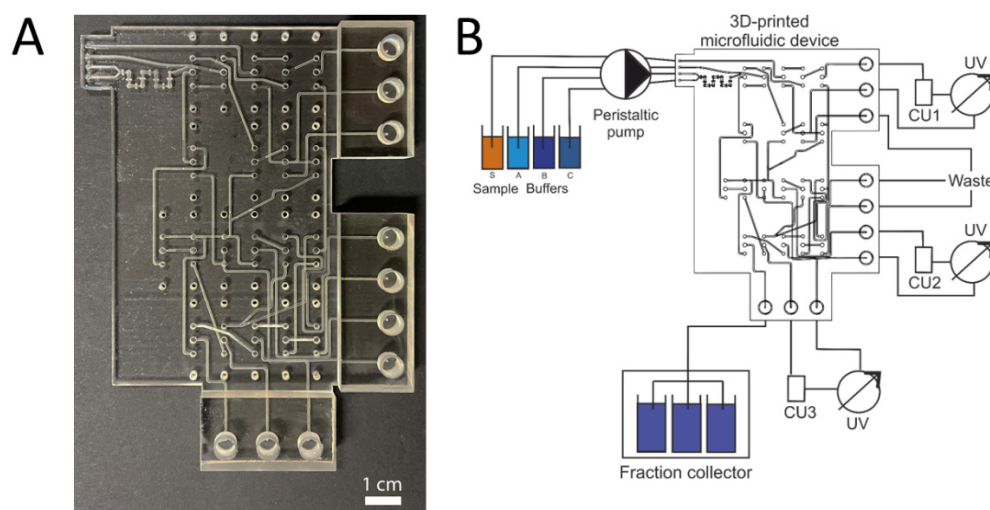 A
B
1 cm
3D-printed
microfluidic device
Peristaltic
pump
S
A
B
C
Sample Buffers
UV
CU1
Waste
UV
CU2
CU3
UV
Fraction collector